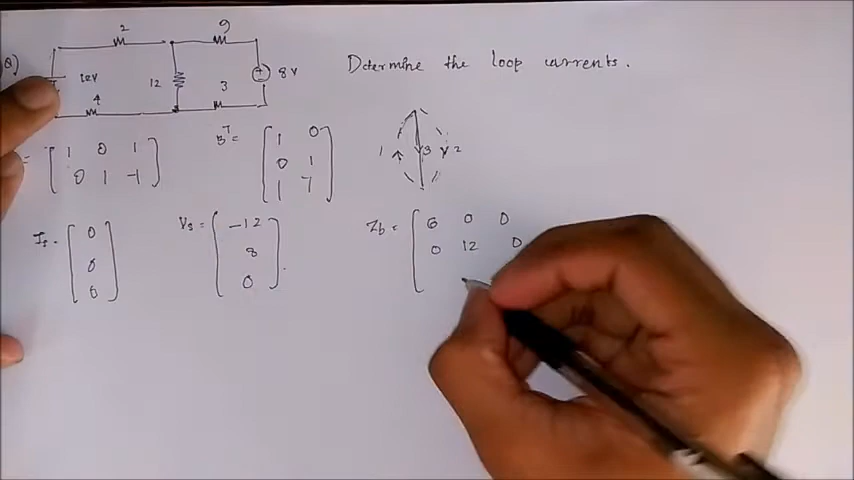 2 9
Q) 12V 12 8 V Determine the loop currents.
4 3
= [ 1 0 1 B^T = [ 1 0 1 3 2
0 1 -1 ] 0 1
1 -1 ]
Is = [ 0 Vs = [ -12 Zb = [ 6 0 0
0 8 0 12 0
0 ] 0 ].